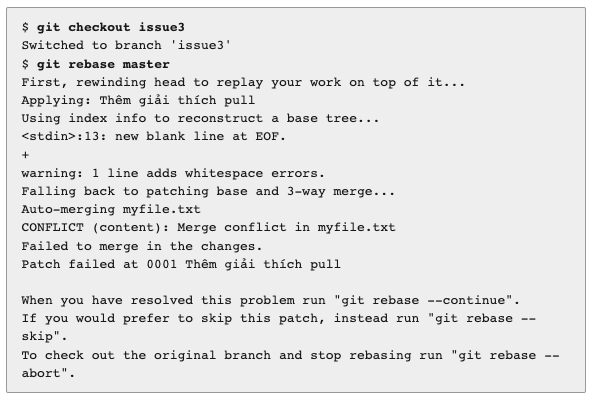 $ git checkout issue3
Switched to branch 'issue3'
$ git rebase master
First, rewinding head to replay your work on top of it...
Applying: Thêm giải thích pull
Using index info to reconstruct a base tree...
<stdin>:13: new blank line at EOF.
+
warning: 1 line adds whitespace errors.
Falling back to patching base and 3-way merge...
Auto-merging myfile.txt
CONFLICT (content): Merge conflict in myfile.txt
Failed to merge in the changes.
Patch failed at 0001 Thêm giải thích pull

When you have resolved this problem run "git rebase --continue".
If you would prefer to skip this patch, instead run "git rebase --
skip".
To check out the original branch and stop rebasing run "git rebase --
abort".